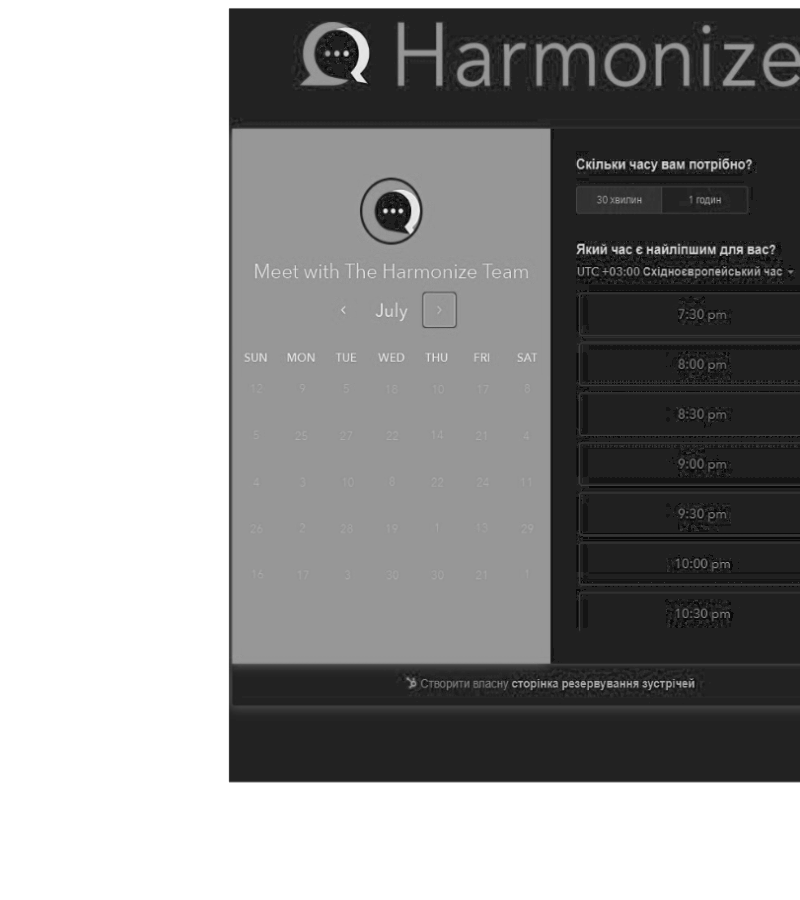 Harmonize
Meet with The Harmonize Team
July
SUN MON TUE WED THU FRI SAT
12 9 5 10 17 8
5 25 27 22 14 21 4
4 3 10 8 22 24 11
26 2 28 19 1 13 29
16 17 3 30 30 21 1
Скільки часу вам потрібно?
30 хвилин 1 годин
Який час є найліпшим для вас?
UTC +03:00 Східноєвропейський час
7:30 pm
8:00 pm
8:30 pm
9:00 pm
9:30 pm
10:00 pm
10:30 pm
Створити власну сторінка резервування зустрічей